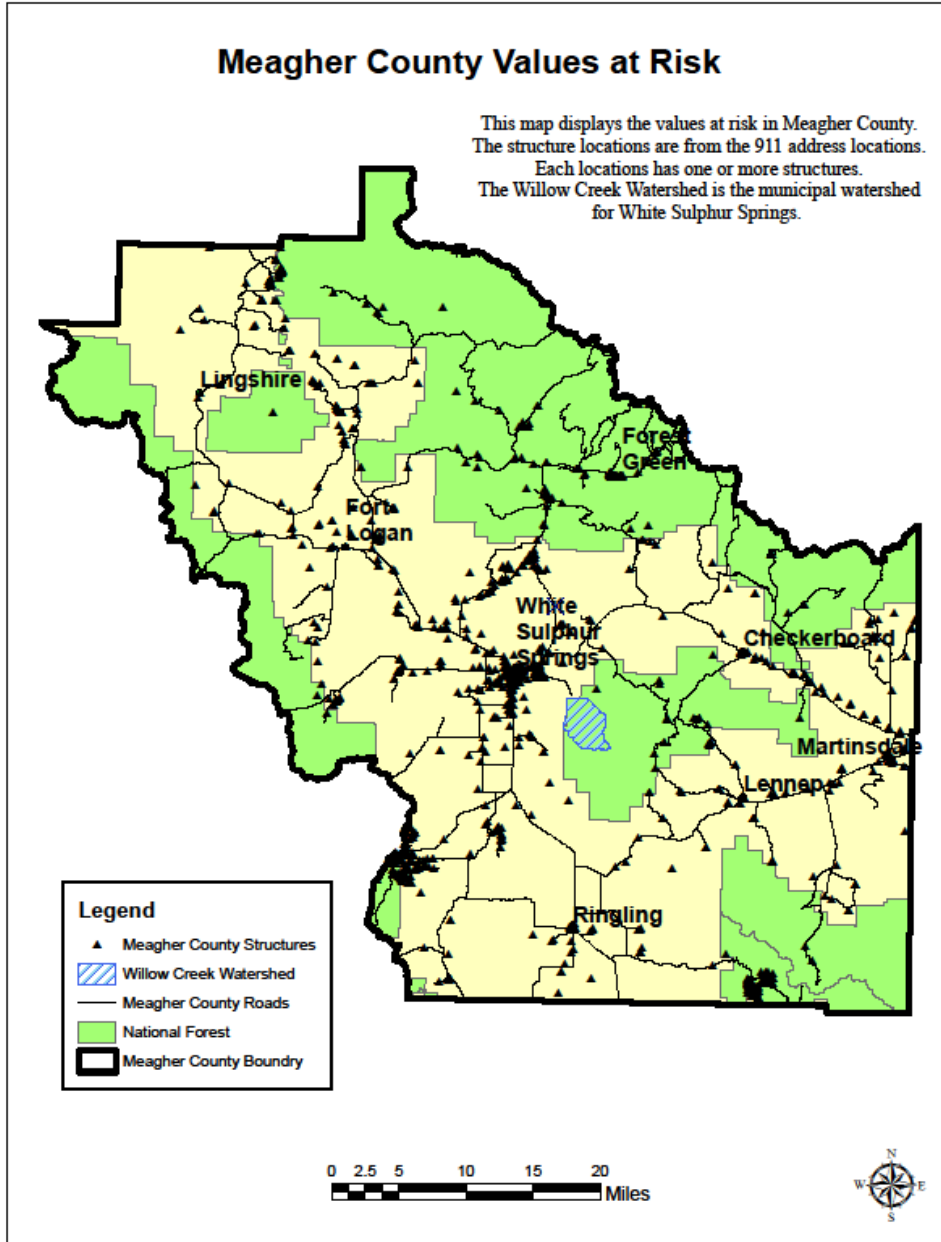 Meagher County Values at Risk
This map displays the values at risk in Meagher County.
The structure locations are from the 911 address locations.
Each locations has one or more structures.
The Willow Creek Watershed is the municipal watershed
for White Sulphur Springs.
Lingshire
Forest
Green
Fort
Logan
White
Sulphur
Springs
Checkerboard
Martinsdale
Lennep
Ringling
Legend
Meagher County Structures
Willow Creek Watershed
Meagher County Roads
National Forest
Meagher County Boundry
0 2.5 5 10 15 20
Miles
N
W E
S